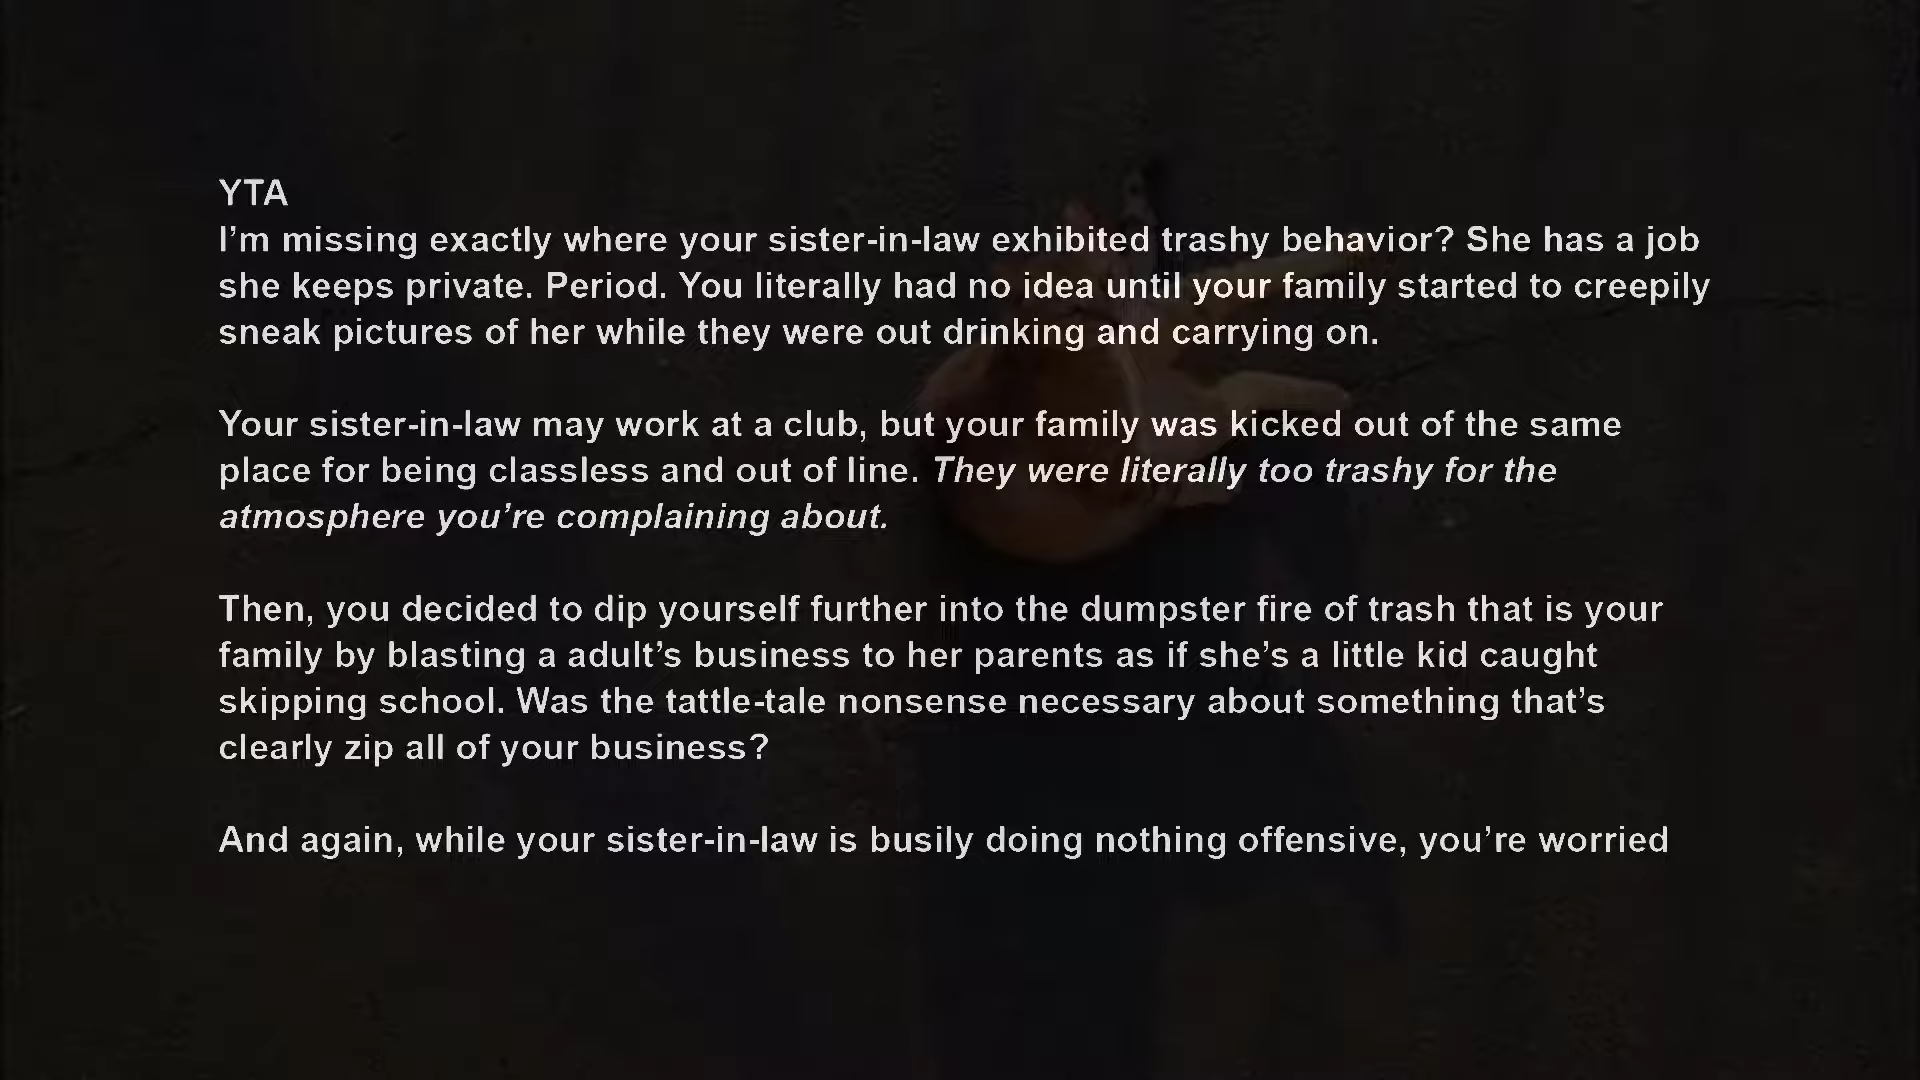 YTA
I’m missing exactly where your sister-in-law exhibited trashy behavior? She has a job
she keeps private. Period. You literally had no idea until your family started to creepily
sneak pictures of her while they were out drinking and carrying on.
Your sister-in-law may work at a club, but your family was kicked out of the same
place for being classless and out of line. They were literally too trashy for the
atmosphere you’re complaining about.
Then, you decided to dip yourself further into the dumpster fire of trash that is your
family by blasting a adult’s business to her parents as if she’s a little kid caught
skipping school. Was the tattle-tale nonsense necessary about something that’s
clearly zip all of your business?
And again, while your sister-in-law is busily doing nothing offensive, you’re worried